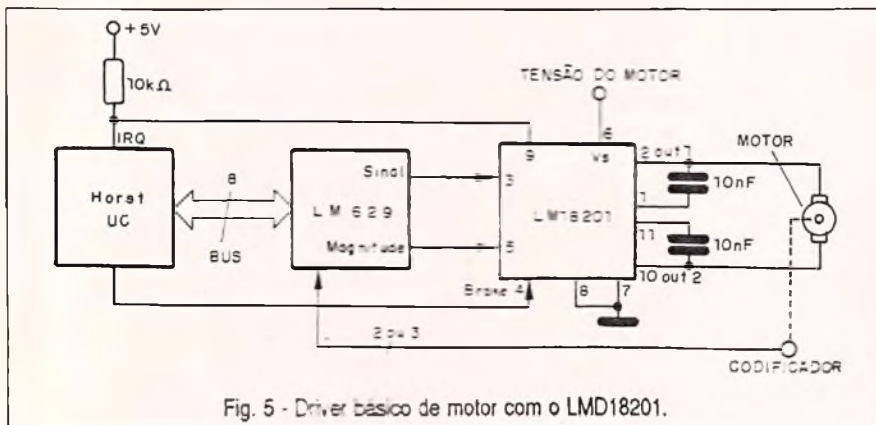 +5V
10kΩ
IRQ
Horst
UC
8
BUS
Sinal
LM629
Magnitude
2 ou 3
TENSÃO DO MOTOR
6
Vs
9
3
5
LM18201
Brake 4
8
7
2 out 1
1
11
10 out 2
10nF
10nF
MOTOR
CODIFICADOR
Fig. 5 - Driver básico de motor com o LMD18201.